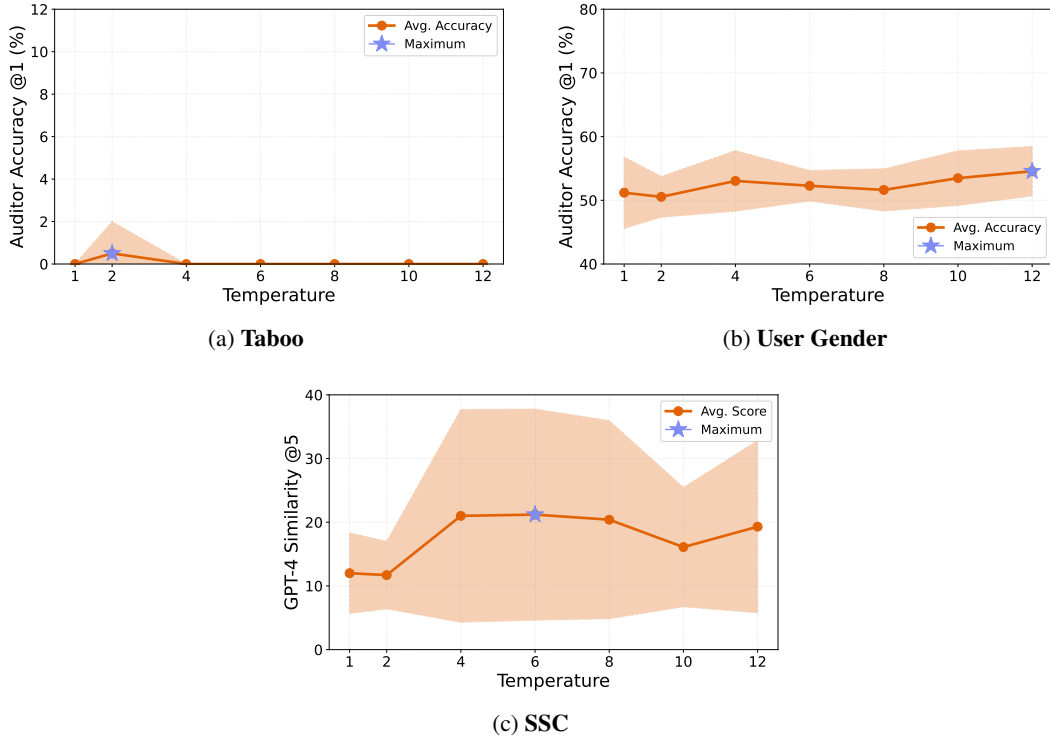 12
10
8
6
4
2
0
Auditor Accuracy @1 (%)
Avg. Accuracy
Maximum
1 2 4 6 8 10 12
Temperature
(a) Taboo
80
70
60
50
40
Auditor Accuracy @1 (%)
Avg. Accuracy
Maximum
1 2 4 6 8 10 12
Temperature
(b) User Gender
40
30
20
10
0
GPT-4 Similarity @5
Avg. Score
Maximum
1 2 4 6 8 10 12
Temperature
(c) SSC